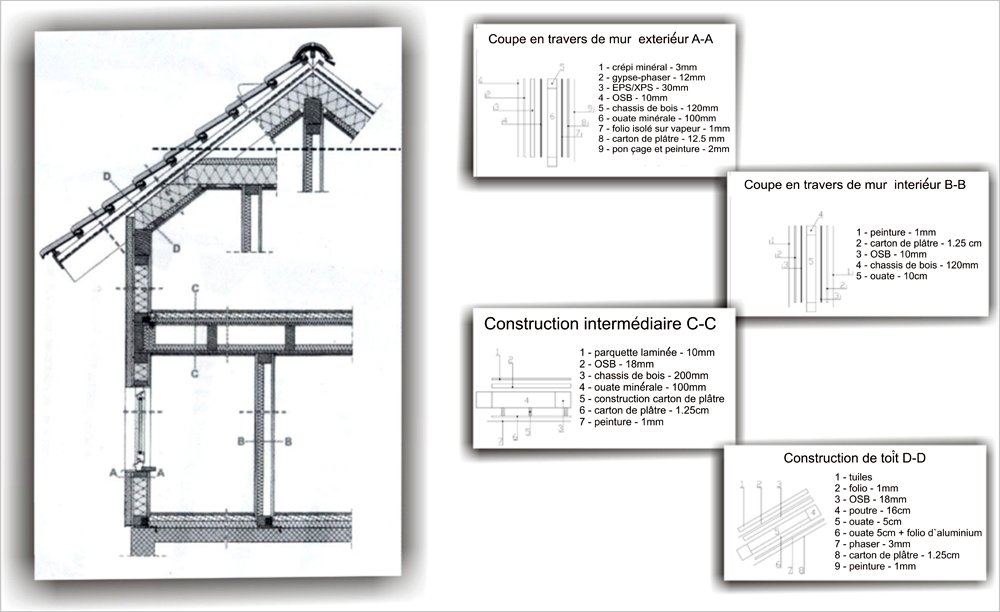 D
D
C
C
B
B
A
A
Coupe en travers de mur exteriéur A-A
1 - crépi minéral - 3mm
2 - gypse-phaser - 12mm
3 - EPS/XPS - 30mm
4 - OSB - 10mm
5 - chassis de bois - 120mm
6 - ouate minérale - 100mm
7 - folio isolé sur vapeur - 1mm
8 - carton de plâtre - 12.5 mm
9 - pon çage et peinture - 2mm
Coupe en travers de mur interiéur B-B
1 - peinture - 1mm
2 - carton de plâtre - 1.25 cm
3 - OSB - 10mm
4 - chassis de bois - 120mm
5 - ouate - 10cm
Construction intermédiaire C-C
1 - parquette laminée - 10mm
2 - OSB - 18mm
3 - chassis de bois - 200mm
4 - ouate minérale - 100mm
5 - construction carton de plâtre
6 - carton de plâtre - 1.25cm
7 - peinture - 1mm
Construction de toît D-D
1 - tuiles
2 - folio - 1mm
3 - OSB - 18mm
4 - poutre - 16cm
5 - ouate - 5cm
6 - ouate 5cm + folio d`aluminium
7 - phaser - 3mm
8 - carton de plâtre - 1.25cm
9 - peinture - 1mm